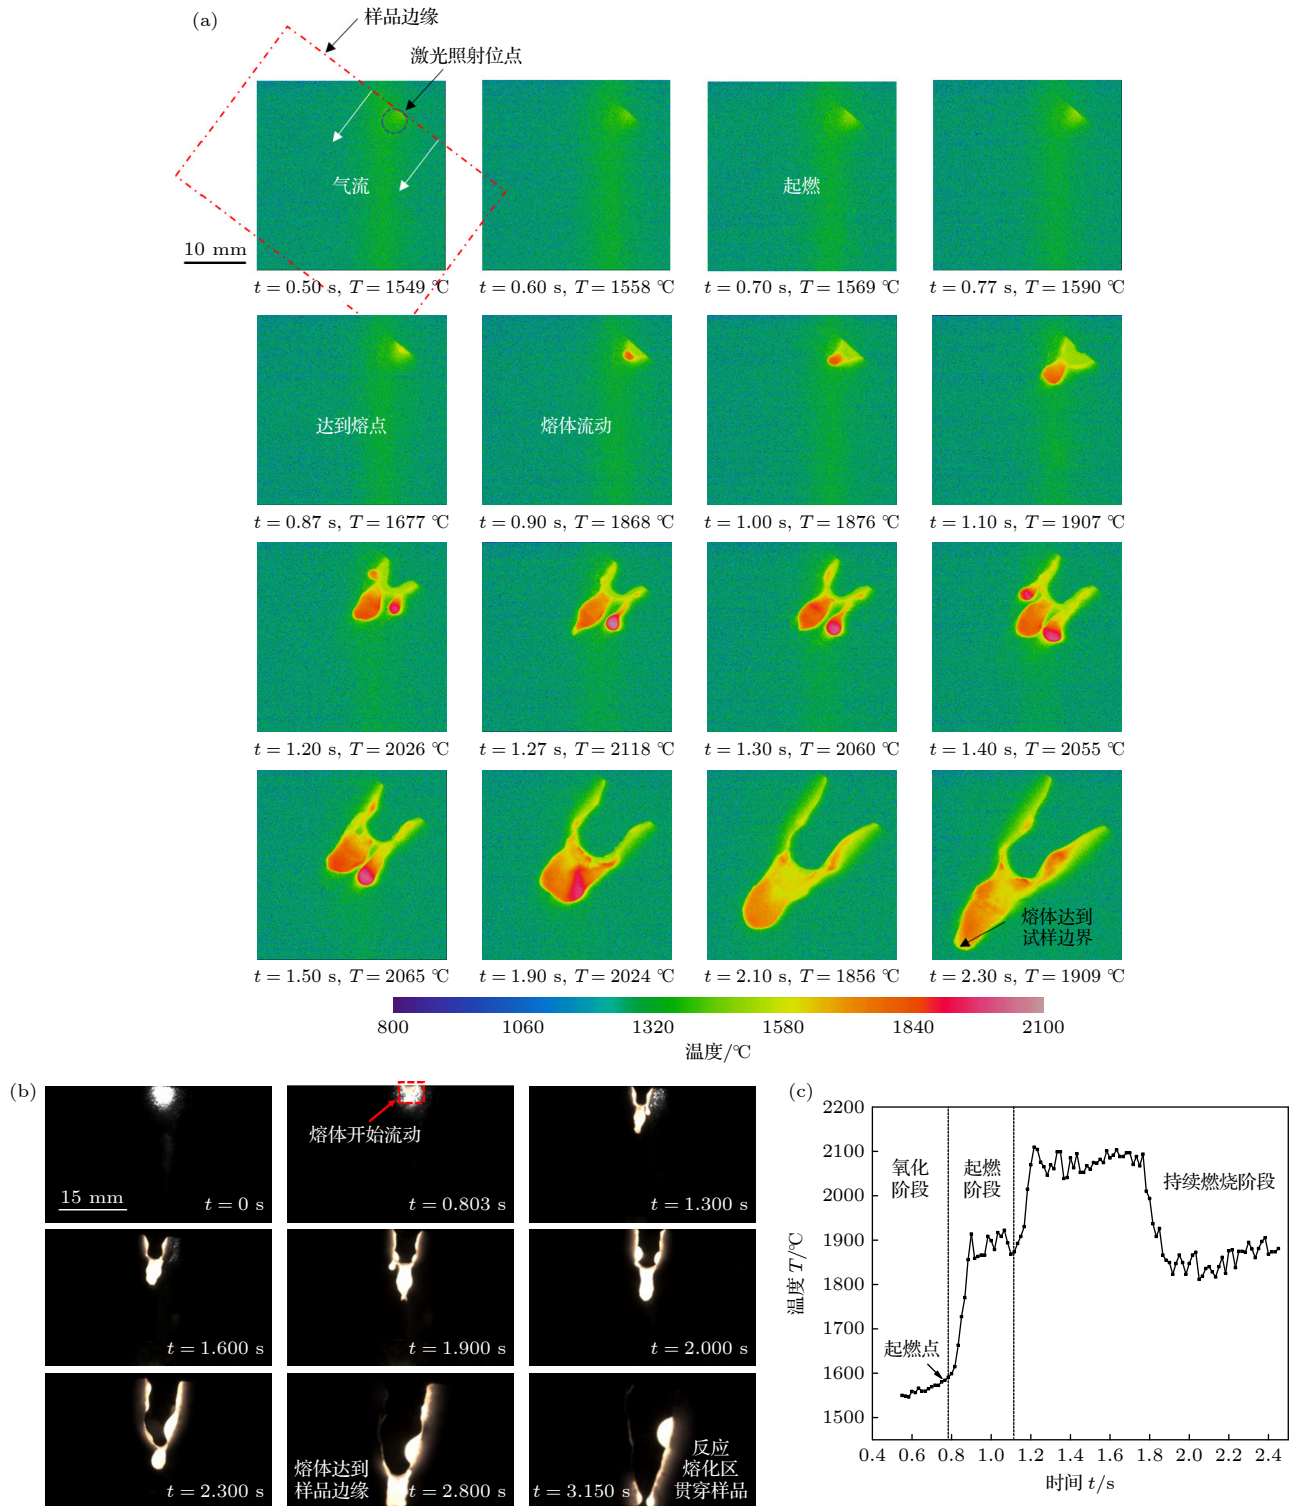 (a)
样品边缘
激光照射位点
气流
起燃
10 mm
t = 0.50 s, T = 1549 ℃
t = 0.60 s, T = 1558 ℃
t = 0.70 s, T = 1569 ℃
t = 0.77 s, T = 1590 ℃
达到熔点
熔体流动
t = 0.87 s, T = 1677 ℃
t = 0.90 s, T = 1868 ℃
t = 1.00 s, T = 1876 ℃
t = 1.10 s, T = 1907 ℃
t = 1.20 s, T = 2026 ℃
t = 1.27 s, T = 2118 ℃
t = 1.30 s, T = 2060 ℃
t = 1.40 s, T = 2055 ℃
熔体达到
试样边界
t = 1.50 s, T = 2065 ℃
t = 1.90 s, T = 2024 ℃
t = 2.10 s, T = 1856 ℃
t = 2.30 s, T = 1909 ℃
800 1060 1320 1580 1840 2100
温度/℃
(b)
15 mm
t = 0 s
熔体开始流动
t = 0.803 s
t = 1.300 s
t = 1.600 s
t = 1.900 s
t = 2.000 s
t = 2.300 s
熔体达到
样品边缘
t = 2.800 s
反应
熔化区
贯穿样品
t = 3.150 s
(c)
2200
2100
2000
1900
1800
1700
1600
1500
温度 T/℃
氧化
阶段
起燃
阶段
持续燃烧阶段
起燃点
0.4 0.8 1.0 1.2 1.4 1.6 1.8 2.0 2.2 2.4
时间 t/s